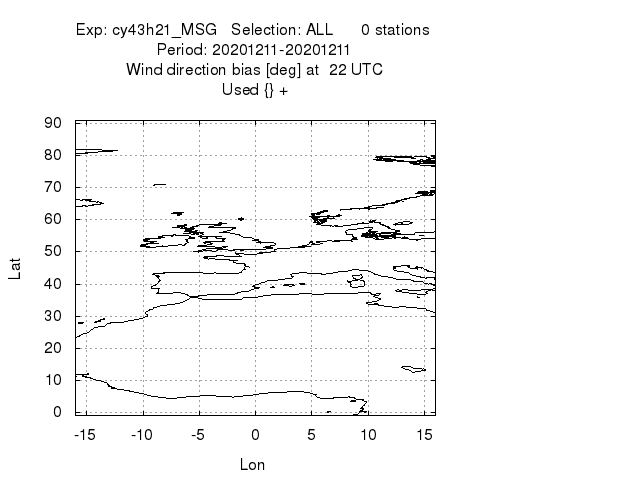 Exp: cy43h21_MSG Selection: ALL 0 stations
Period: 20201211-20201211
Wind direction bias [deg] at 22 UTC
Used {} +
90
80
70
60
50
40
30
20
10
0
Lat
-15 -10 -5 0 5 10 15
Lon